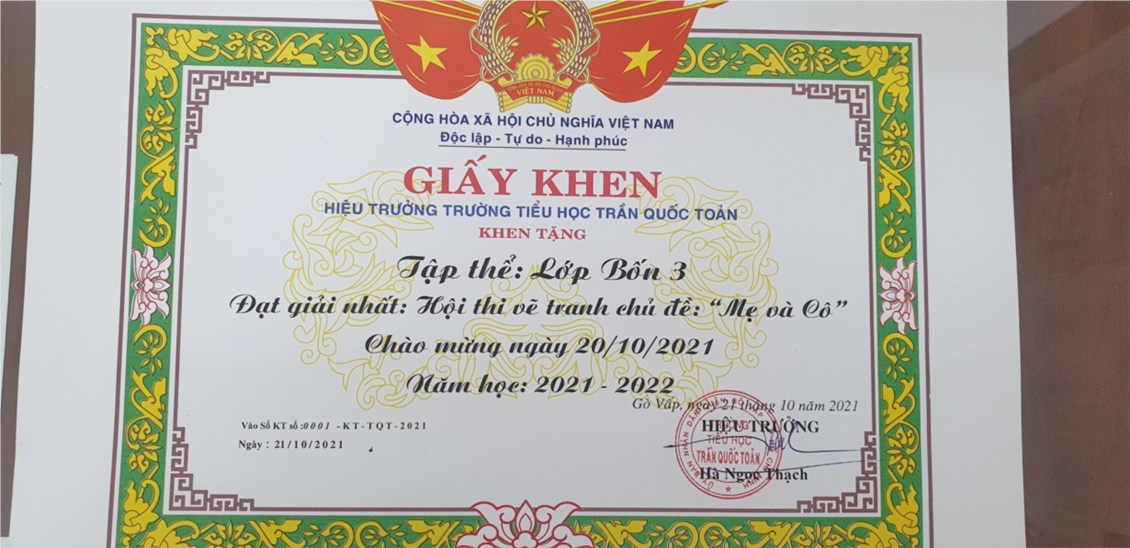 VIỆT NAM
CỘNG HÒA XÃ HỘI CHỦ NGHĨA VIỆT NAM
Độc lập - Tự do - Hạnh phúc
GIẤY KHEN
HIỆU TRƯỞNG TRƯỜNG TIỂU HỌC TRẦN QUỐC TOẢN
KHEN TẶNG
Tập thể: Lớp Bốn 3
Đạt giải nhất: Hội thi vẽ tranh chủ đề: “Mẹ và Cô”
Chào mừng ngày 20/10/2021
Năm học: 2021 - 2022
Gò Vấp, ngày 21 tháng 10 năm 2021
Vào Sổ KT số :0001 -KT-TQT-2021
Ngày : 21/10/2021
HIỆU TRƯỞNG
TRƯỜNG
TIỂU HỌC
TRẦN QUỐC TOẢN
Hà Ngọc Thạch